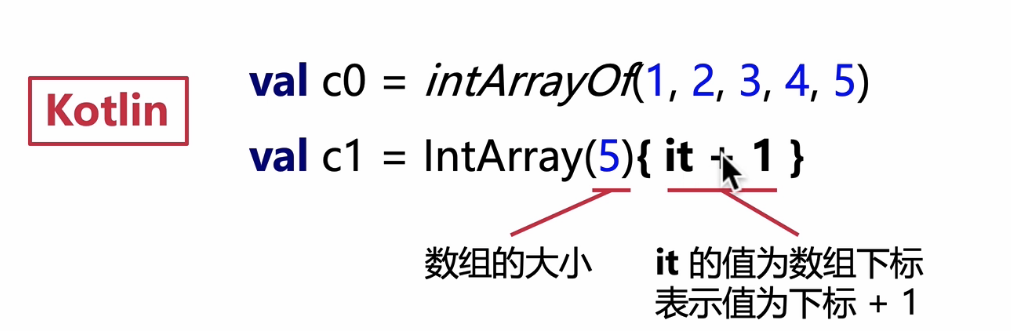 Kotlin
val c0 = intArrayOf(1, 2, 3, 4, 5)
val c1 = IntArray(5){ it + 1 }
数组的大小
it 的值为数组下标
表示值为下标 + 1